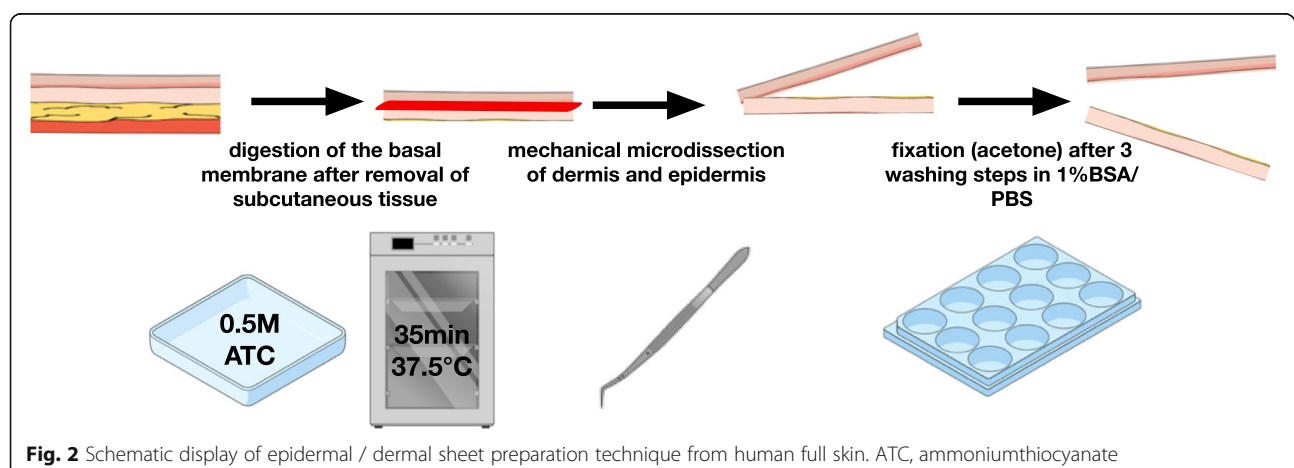 digestion of the basal
membrane after removal of
subcutaneous tissue
mechanical microdissection
of dermis and epidermis
fixation (acetone) after 3
washing steps in 1%BSA/
PBS
0.5M
ATC
35min
37.5°C
Fig. 2 Schematic display of epidermal / dermal sheet preparation technique from human full skin. ATC, ammoniumthiocyanate